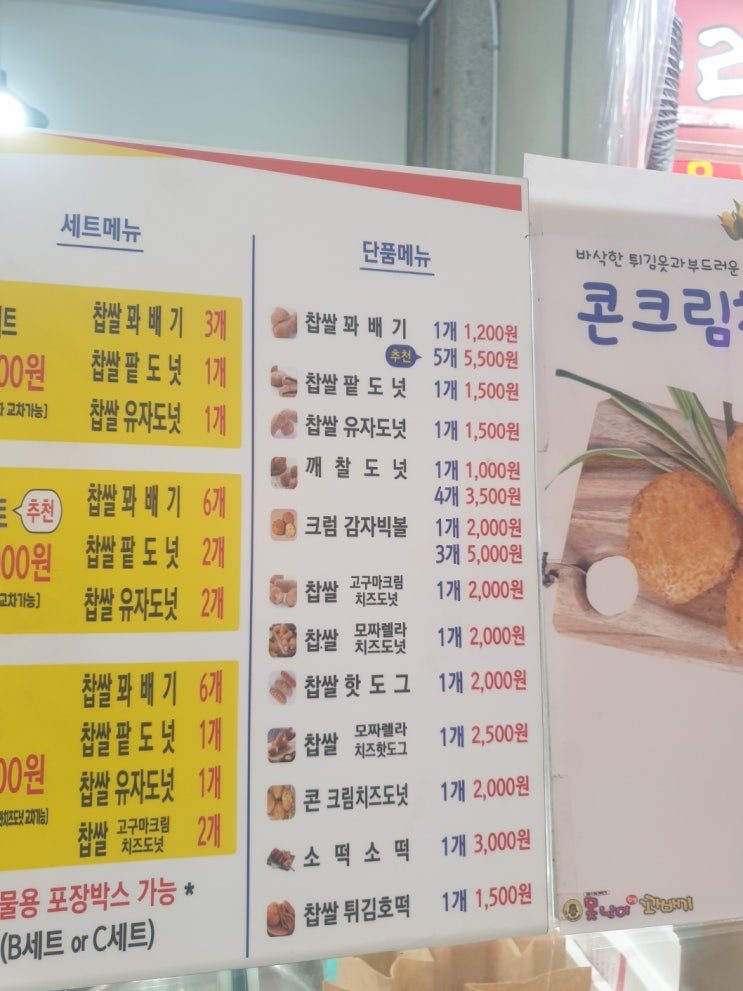 세트메뉴
찹쌀 꽈 배 기 3개
찹쌀 팥 도 넛 1개
00원
교차가능]
찹쌀 유자도넛 1개
추천
찹쌀 꽈 배 기 6개
찹쌀 팥 도 넛 2개
00원
교차가능]
찹쌀 유자도넛 2개
찹쌀 꽈 배 기 6개
찹쌀 팥 도 넛 1개
00원
찹쌀 유자도넛 1개
찹쌀 고구마크림 치즈도넛 2개
물용 포장박스 가능 *
(B세트 or C세트)
단품메뉴
찹쌀 꽈 배 기 1개 1,200원
추천 5개 5,500원
찹쌀 팥 도 넛 1개 1,500원
찹쌀 유자도넛 1개 1,500원
깨 찰 도 넛 1개 1,000원
4개 3,500원
크럼 감자빅볼 1개 2,000원
3개 5,000원
찹쌀 고구마크림 치즈도넛 1개 2,000원
찹쌀 모짜렐라 치즈도넛 1개 2,000원
찹쌀 핫 도 그 1개 2,000원
찹쌀 모짜렐라 치즈핫도그 1개 2,500원
콘 크림치즈도넛 1개 2,000원
소 떡 소 떡 1개 3,000원
찹쌀 튀김호떡 1개 1,500원
바삭한 튀김옷과 부드러운
콘크림
못난이 꽈배기